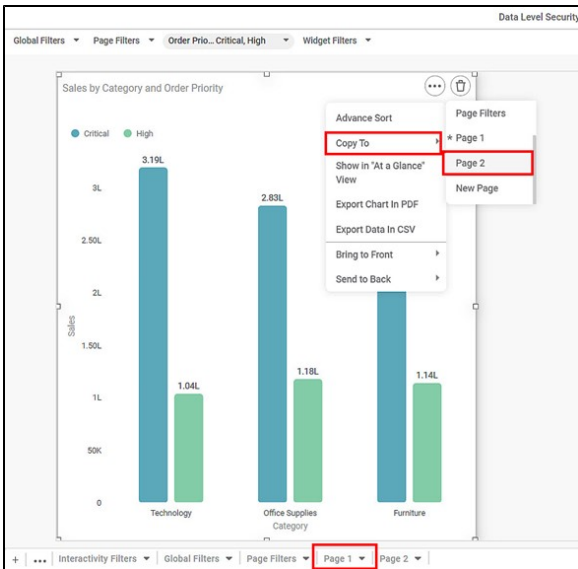 Data Level Security
Global Filters Page Filters Order Prio... Critical, High Widget Filters
Sales by Category and Order Priority
Critical High
Advance Sort
Copy To
Show in "At a Glance"
View
Export Chart In PDF
Export Data In CSV
Bring to Front
Send to Back
Page Filters
* Page 1
Page 2
New Page
3L
2.50L
2L
1.50L
1L
50K
0
Sales
3.19L
1.04L
2.83L
1.18L
1.14L
Technology Office Supplies Furniture
Category
+ ... Interactivity Filters Global Filters Page Filters Page 1 Page 2